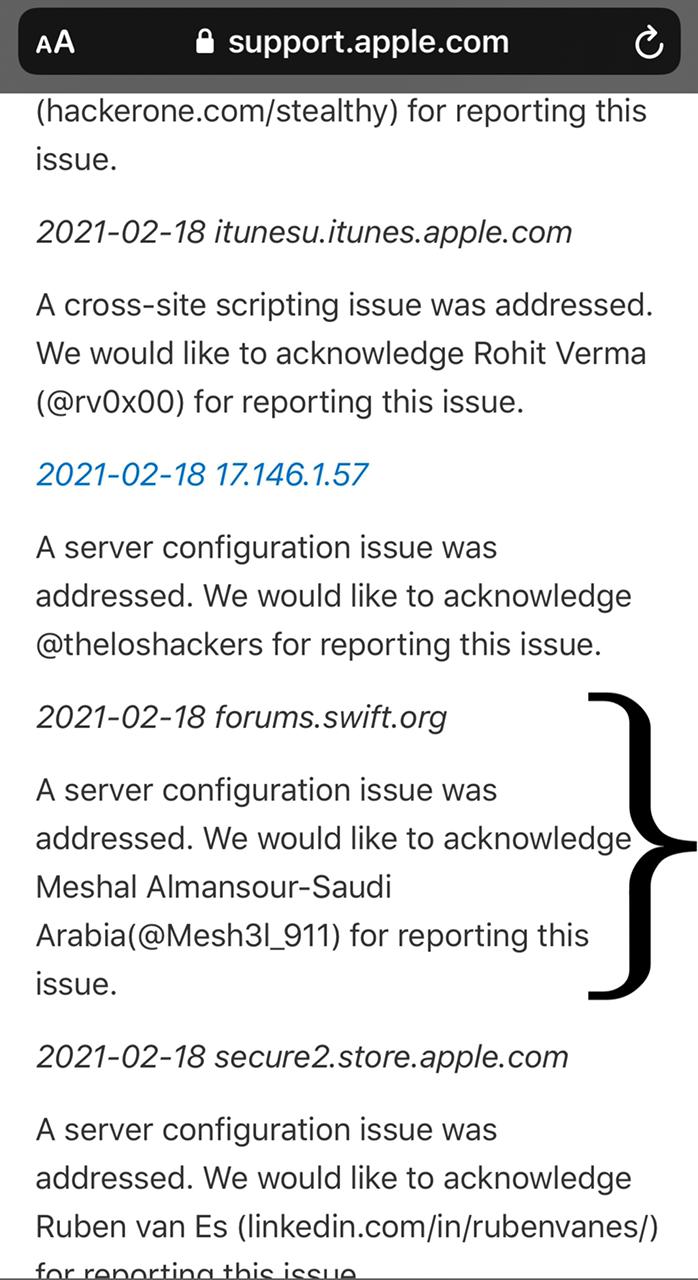 AA support.apple.com
(hackerone.com/stealthy) for reporting this
issue.
2021-02-18 itunesu.itunes.apple.com
A cross-site scripting issue was addressed.
We would like to acknowledge Rohit Verma
(@rv0x00) for reporting this issue.
2021-02-18 17.146.1.57
A server configuration issue was
addressed. We would like to acknowledge
@theloshackers for reporting this issue.
2021-02-18 forums.swift.org
A server configuration issue was
addressed. We would like to acknowledge
Meshal Almansour-Saudi
Arabia(@Mesh3l_911) for reporting this
issue.
2021-02-18 secure2.store.apple.com
A server configuration issue was
addressed. We would like to acknowledge
Ruben van Es (linkedin.com/in/rubenvanes/)
for reporting this issue.